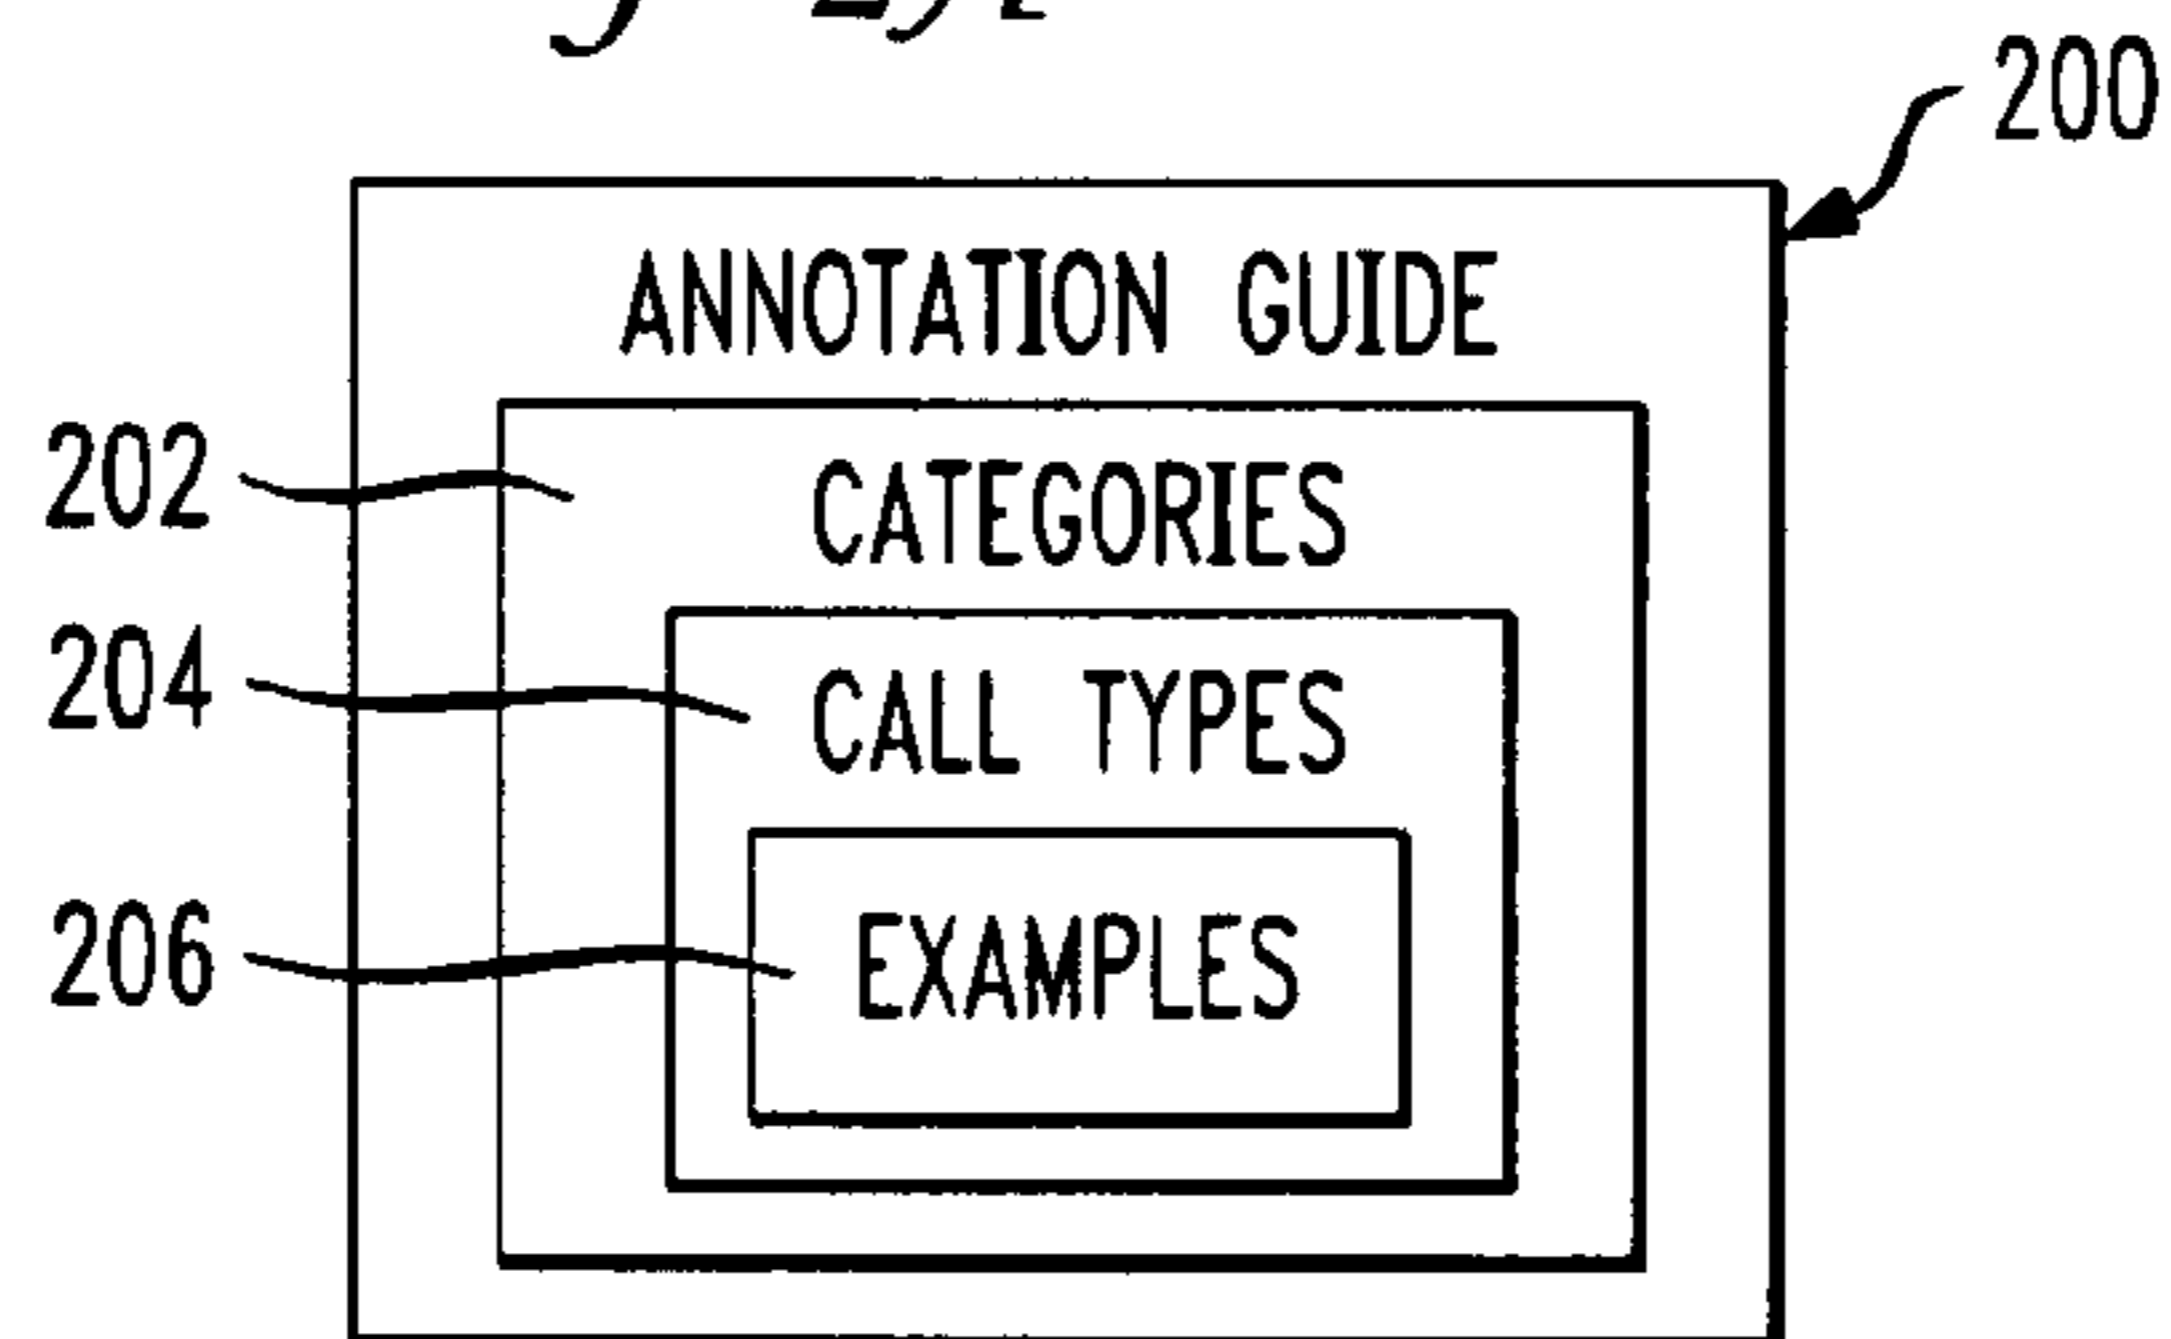 200
ANNOTATION GUIDE
202
CATEGORIES
204
CALL TYPES
206
EXAMPLES